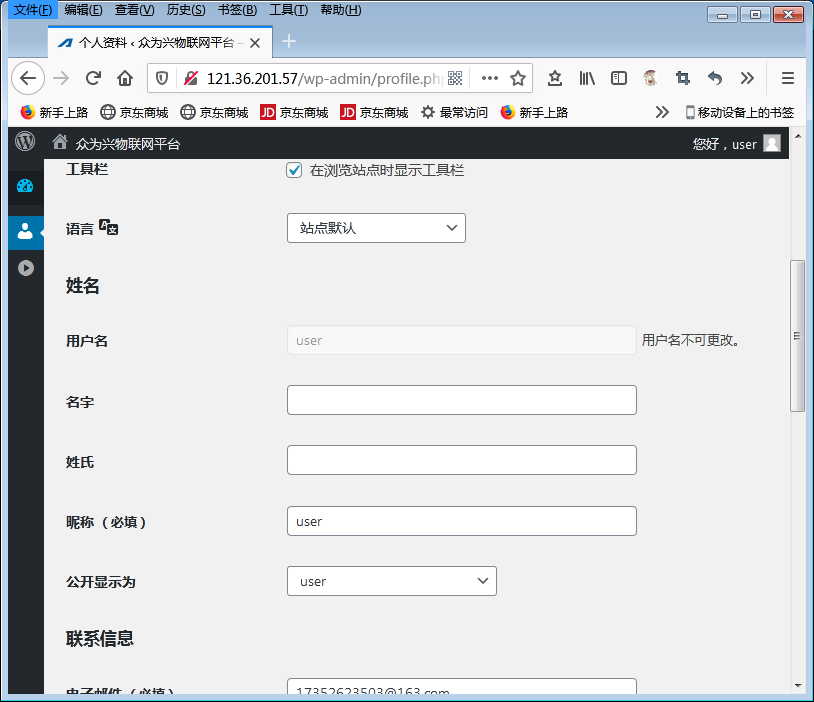 文件(F) 编辑(E) 查看(V) 历史(S) 书签(B) 工具(T) 帮助(H)
个人资料 ‹ 众为兴物联网平台 –
121.36.201.57/wp-admin/profile.php
新手上路 京东商城 京东商城 京东商城 京东商城 最常访问 新手上路 移动设备上的书签
众为兴物联网平台 您好，user
工具栏 在浏览站点时显示工具栏
语言 站点默认
姓名
用户名 user 用户名不可更改。
名字
姓氏
昵称（必填） user
公开显示为 user
联系信息
电子邮件（必填） 17352623503@163.com